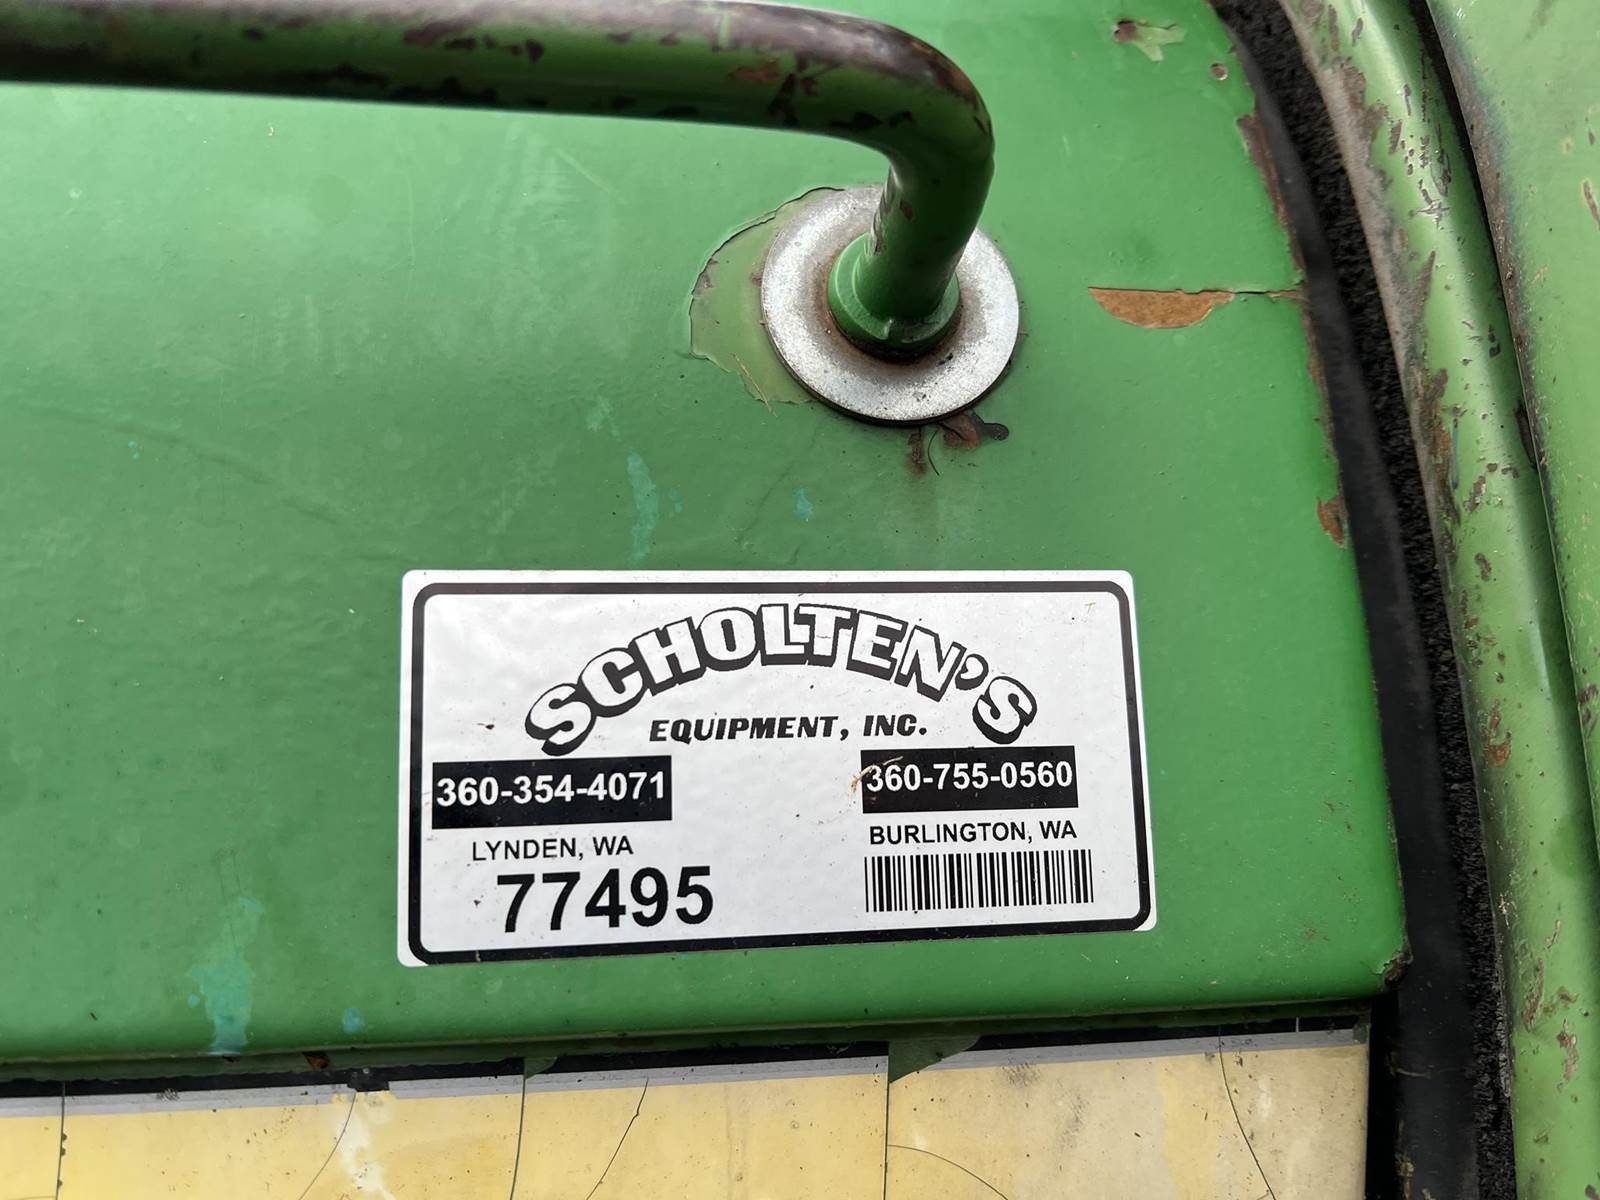 SCHOLTEN'S
EQUIPMENT, INC.
360-354-4071
360-755-0560
LYNDEN, WA
BURLINGTON, WA
77495